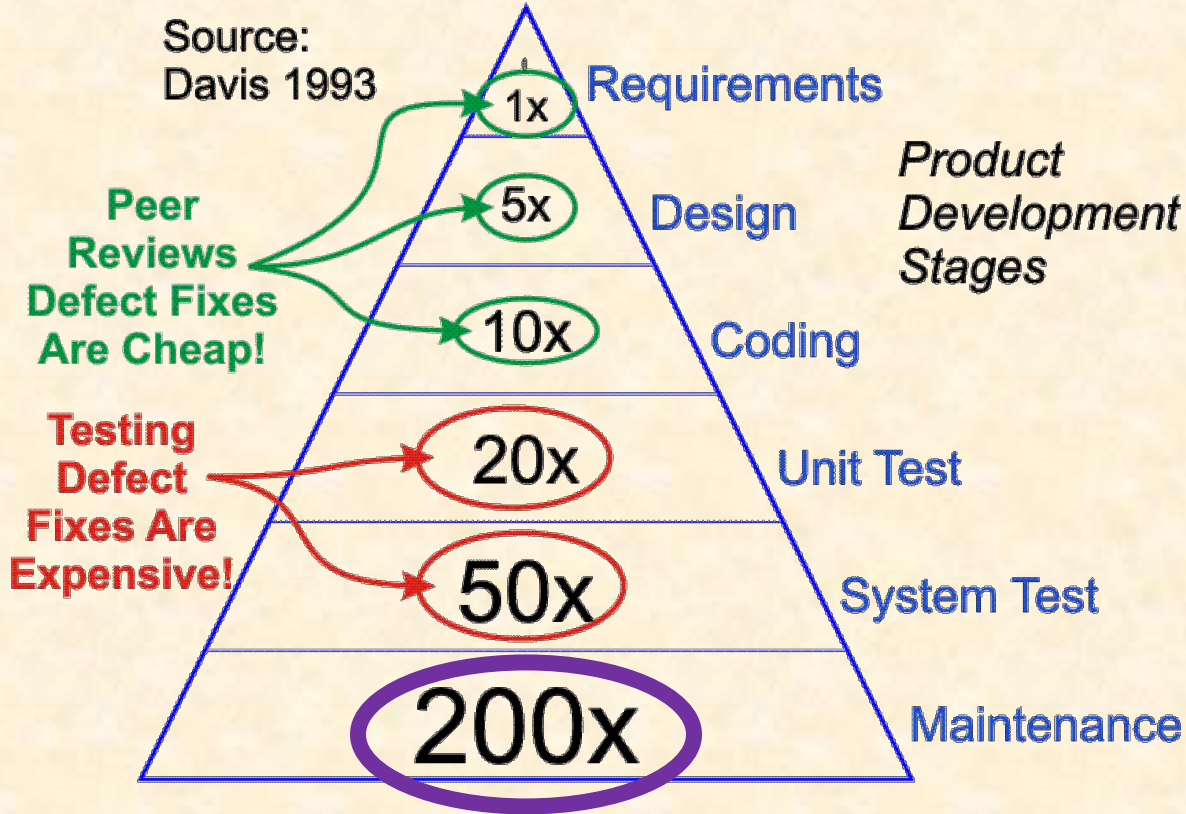 Source:
Davis 1993
1x
Requirements
Product
Development
Stages
Peer
Reviews
Defect Fixes
Are Cheap!
5x
Design
10x
Coding
Testing
Defect
Fixes Are
Expensive!
20x
Unit Test
50x
System Test
200x
Maintenance